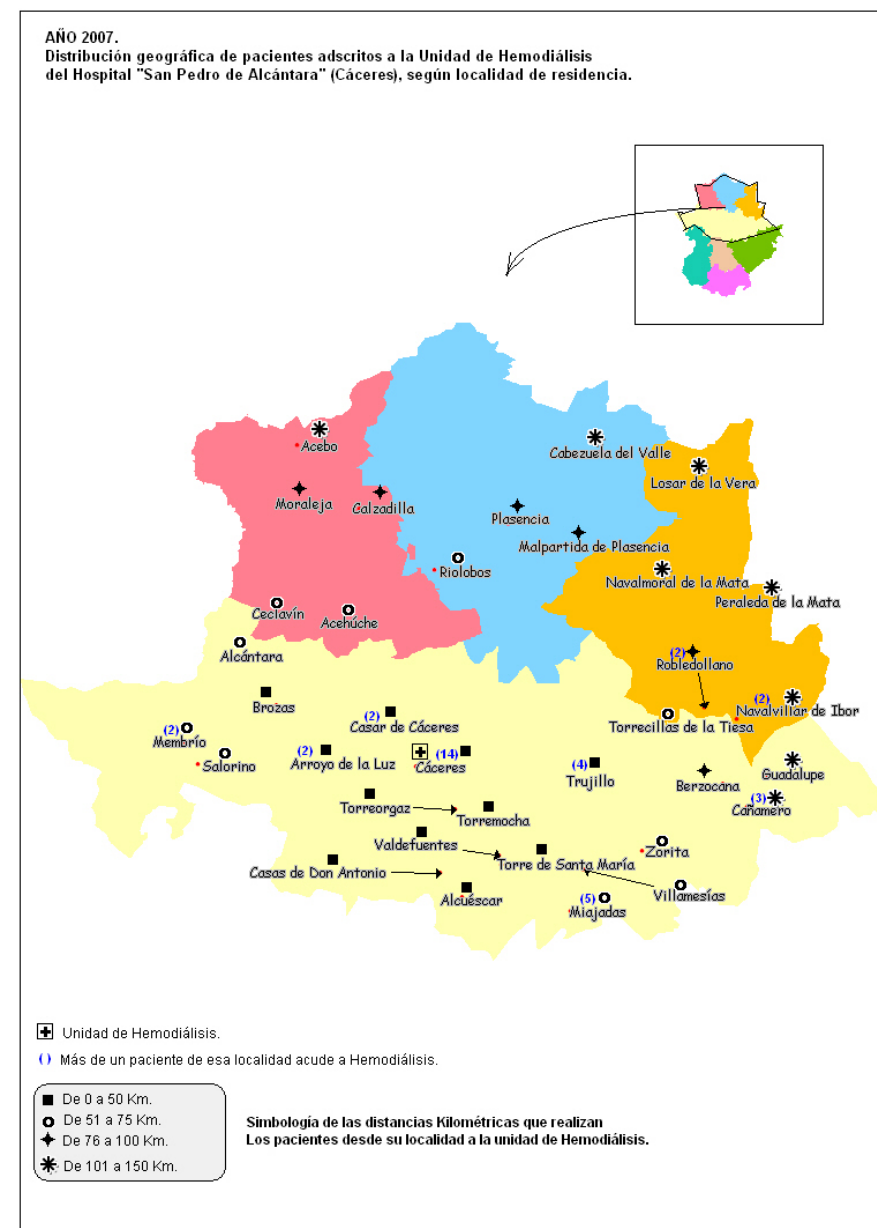 AÑO 2007.
Distribución geográfica de pacientes adscritos a la Unidad de Hemodiálisis
del Hospital "San Pedro de Alcántara" (Cáceres), según localidad de residencia.
Acebo
Cabezuela del Valle
Losar de la Vera
Moraleja
Calzadilla
Plasencia
Malpartida de Plasencia
Riolobos
Navalmoral de la Mata
Peraleda de la Mata
Ceclavín
Acehúche
Alcántara
(2)
Robledollano
Brozas
(2)
Casar de Cáceres
(2)
Navalvillar de Ibor
Torrecillas de la Tiesa
(2)
Membrío
Salorino
(2)
Arroyo de la Luz
(14)
Cáceres
(4)
Trujillo
Berzocana
Guadalupe
(3)
Cañamero
Torreorgaz
Torremocha
Valdefuentes
Torre de Santa María
Zorita
Casas de Don Antonio
Alcuéscar
(5)
Miajadas
Villamesías
Unidad de Hemodiálisis.
( ) Más de un paciente de esa localidad acude a Hemodiálisis.
De 0 a 50 Km.
De 51 a 75 Km.
De 76 a 100 Km.
De 101 a 150 Km.
Simbología de las distancias Kilométricas que realizan
Los pacientes desde su localidad a la unidad de Hemodiálisis.